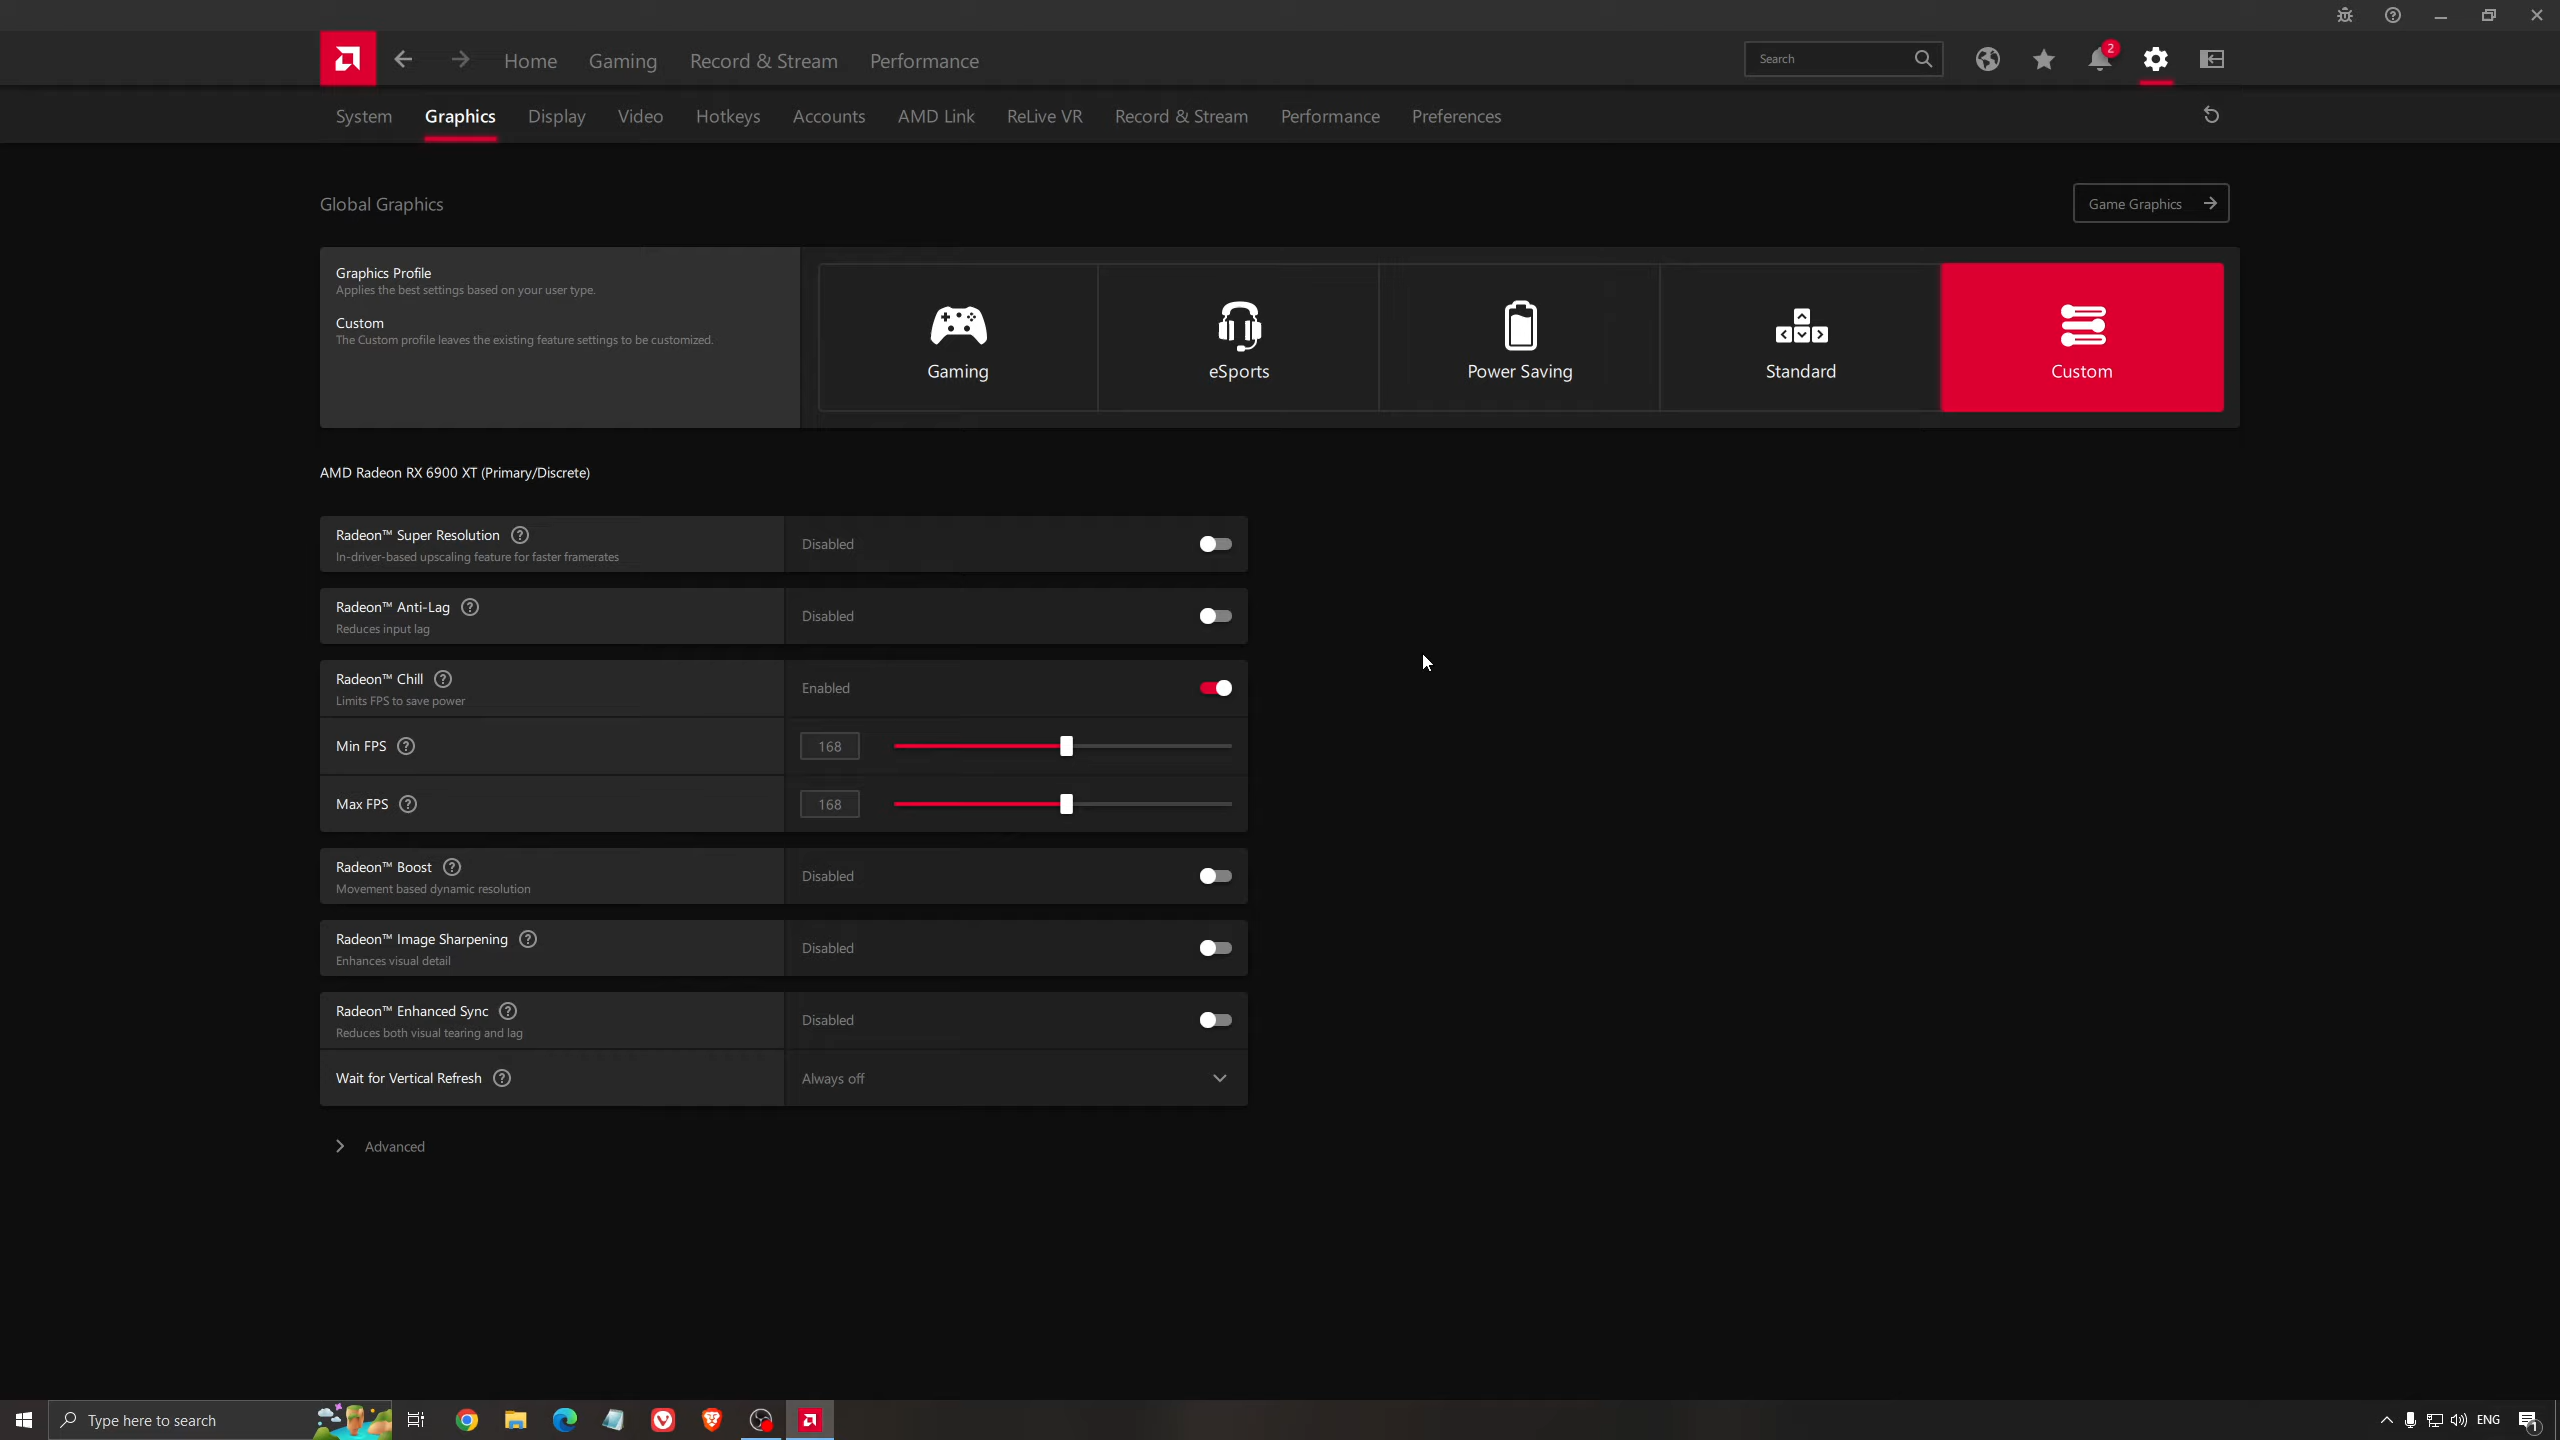 2
Home
Gaming
Record & Stream
Performance
Search
System
Graphics
Display
Video
Hotkeys
Accounts
AMD Link
ReLive VR
Record & Stream
Performance
Preferences
Global Graphics
Game Graphics
Graphics Profile
Applies the best settings based on your user type.
Custom
The Custom profile leaves the existing feature settings to be customized.
Gaming
eSports
Power Saving
Standard
Custom
AMD Radeon RX 6900 XT (Primary/Discrete)
Radeon™ Super Resolution
In-driver-based upscaling feature for faster framerates
Disabled
Radeon™ Anti-Lag
Reduces input lag
Disabled
Radeon™ Chill
Limits FPS to save power
Enabled
Min FPS
168
Max FPS
168
Radeon™ Boost
Movement based dynamic resolution
Disabled
Radeon™ Image Sharpening
Enhances visual detail
Disabled
Radeon™ Enhanced Sync
Reduces both visual tearing and lag
Disabled
Wait for Vertical Refresh
Always off
Advanced
Type here to search
ENG
1